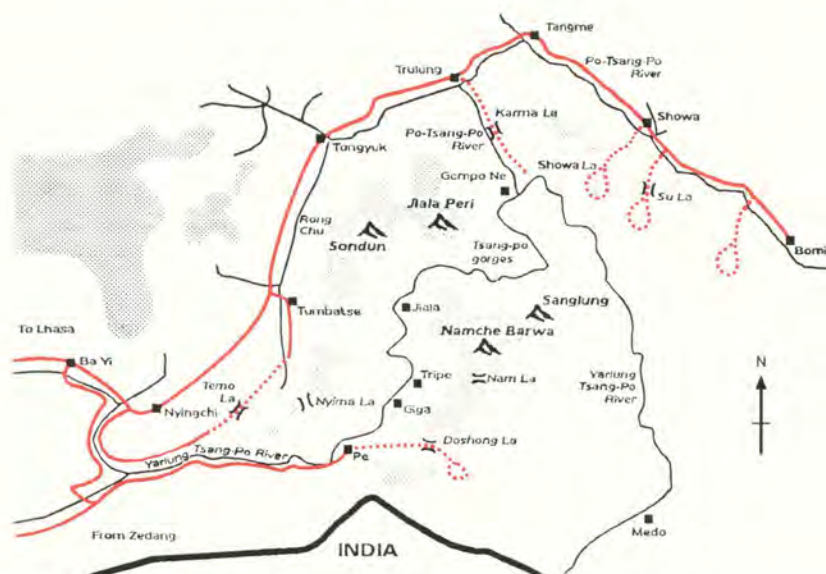 Tangme
Po-Tsang-Po
River
Trulung
Karma La
Showa
Po-Tsang-Po
River
Tongyuk
Showa La
Gompo Ne
Su La
Jiala Peri
Rong
Chu
Sondun
Tsang-po
gorges
Bomi
Tumbatse
Jiala
Sanglung
To Lhasa
Namche Barwa
Ba Yi
Temo
La
Tripe
Nam La
Yarlung
Tsang-Po
River
N
Nyingchi
Nyima La
Giga
Doshong La
Yarlung Tsang-Po River
Pe
From Zedang
INDIA
Medo